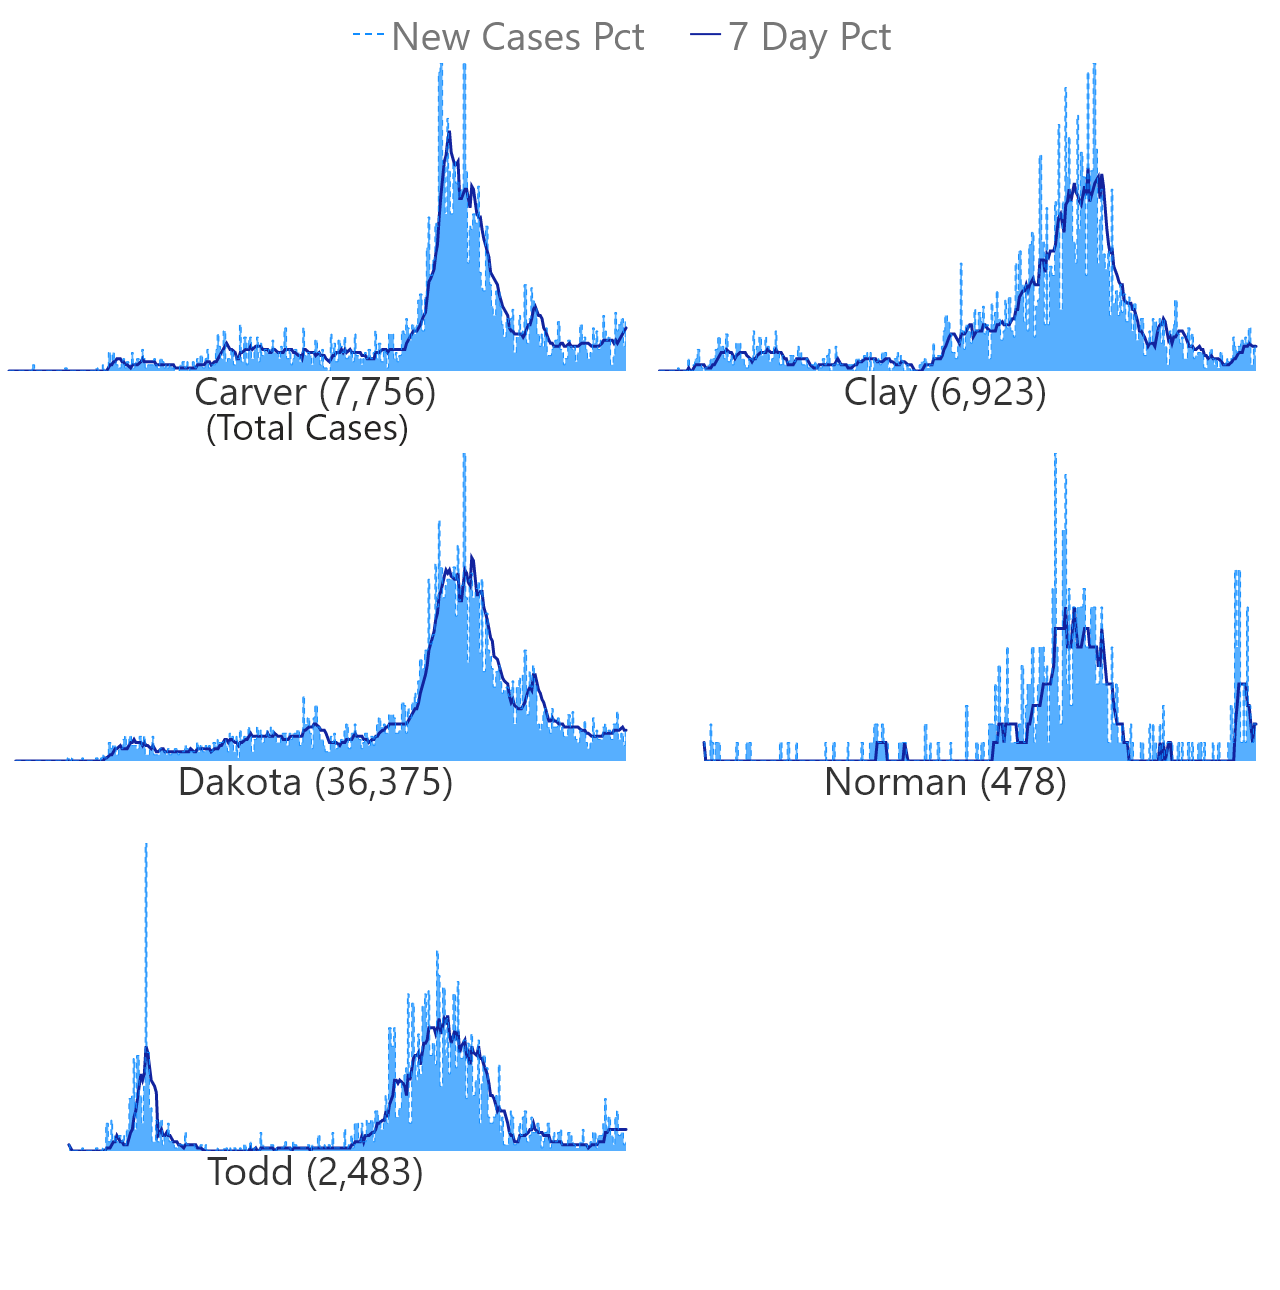 New Cases Pct 7 Day Pct
Carver (7,756) Clay (6,923)
(Total Cases)
Dakota (36,375) Norman (478)
Todd (2,483)